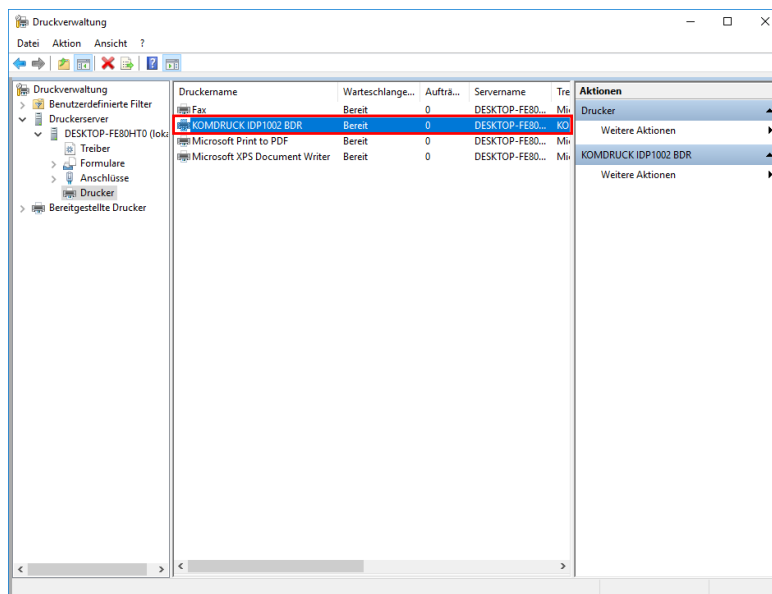 Druckverwaltung
Datei Aktion Ansicht ?
Druckverwaltung
Benutzerdefinierte Filter
Druckerserver
DESKTOP-FE80HT0 (loka
Treiber
Formulare
Anschlüsse
Drucker
Bereitgestellte Drucker
Druckername Warteschlange... Aufträ... Servername Tre
Fax Bereit 0 DESKTOP-FE80... Mi
KOMDRUCK IDP1002 BDR Bereit 0 DESKTOP-FE80... KO
Microsoft Print to PDF Bereit 0 DESKTOP-FE80... Mi
Microsoft XPS Document Writer Bereit 0 DESKTOP-FE80... Mi
Aktionen
Drucker
Weitere Aktionen
KOMDRUCK IDP1002 BDR
Weitere Aktionen